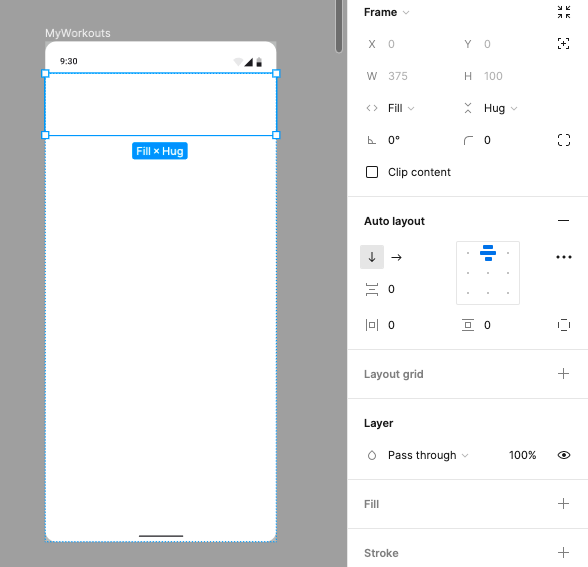 MyWorkouts
9:30
Fill × Hug
Frame
X 0 Y 0
W 375 H 100
Fill Hug
0° 0
Clip content
Auto layout
0
0 0
Layout grid
Layer
Pass through 100%
Fill
Stroke